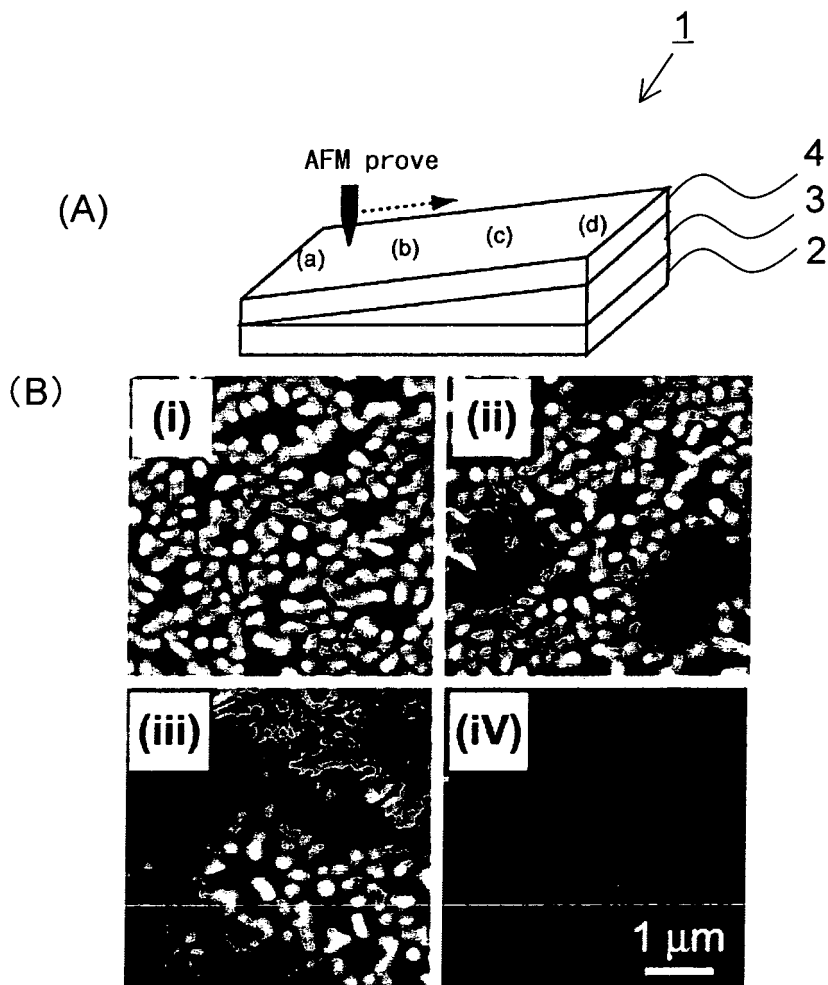 1
AFM prove
4
(A)
3
(a)
(b)
(c)
(d)
2
(B)
(i)
(ii)
(iii)
(iV)
1 μm